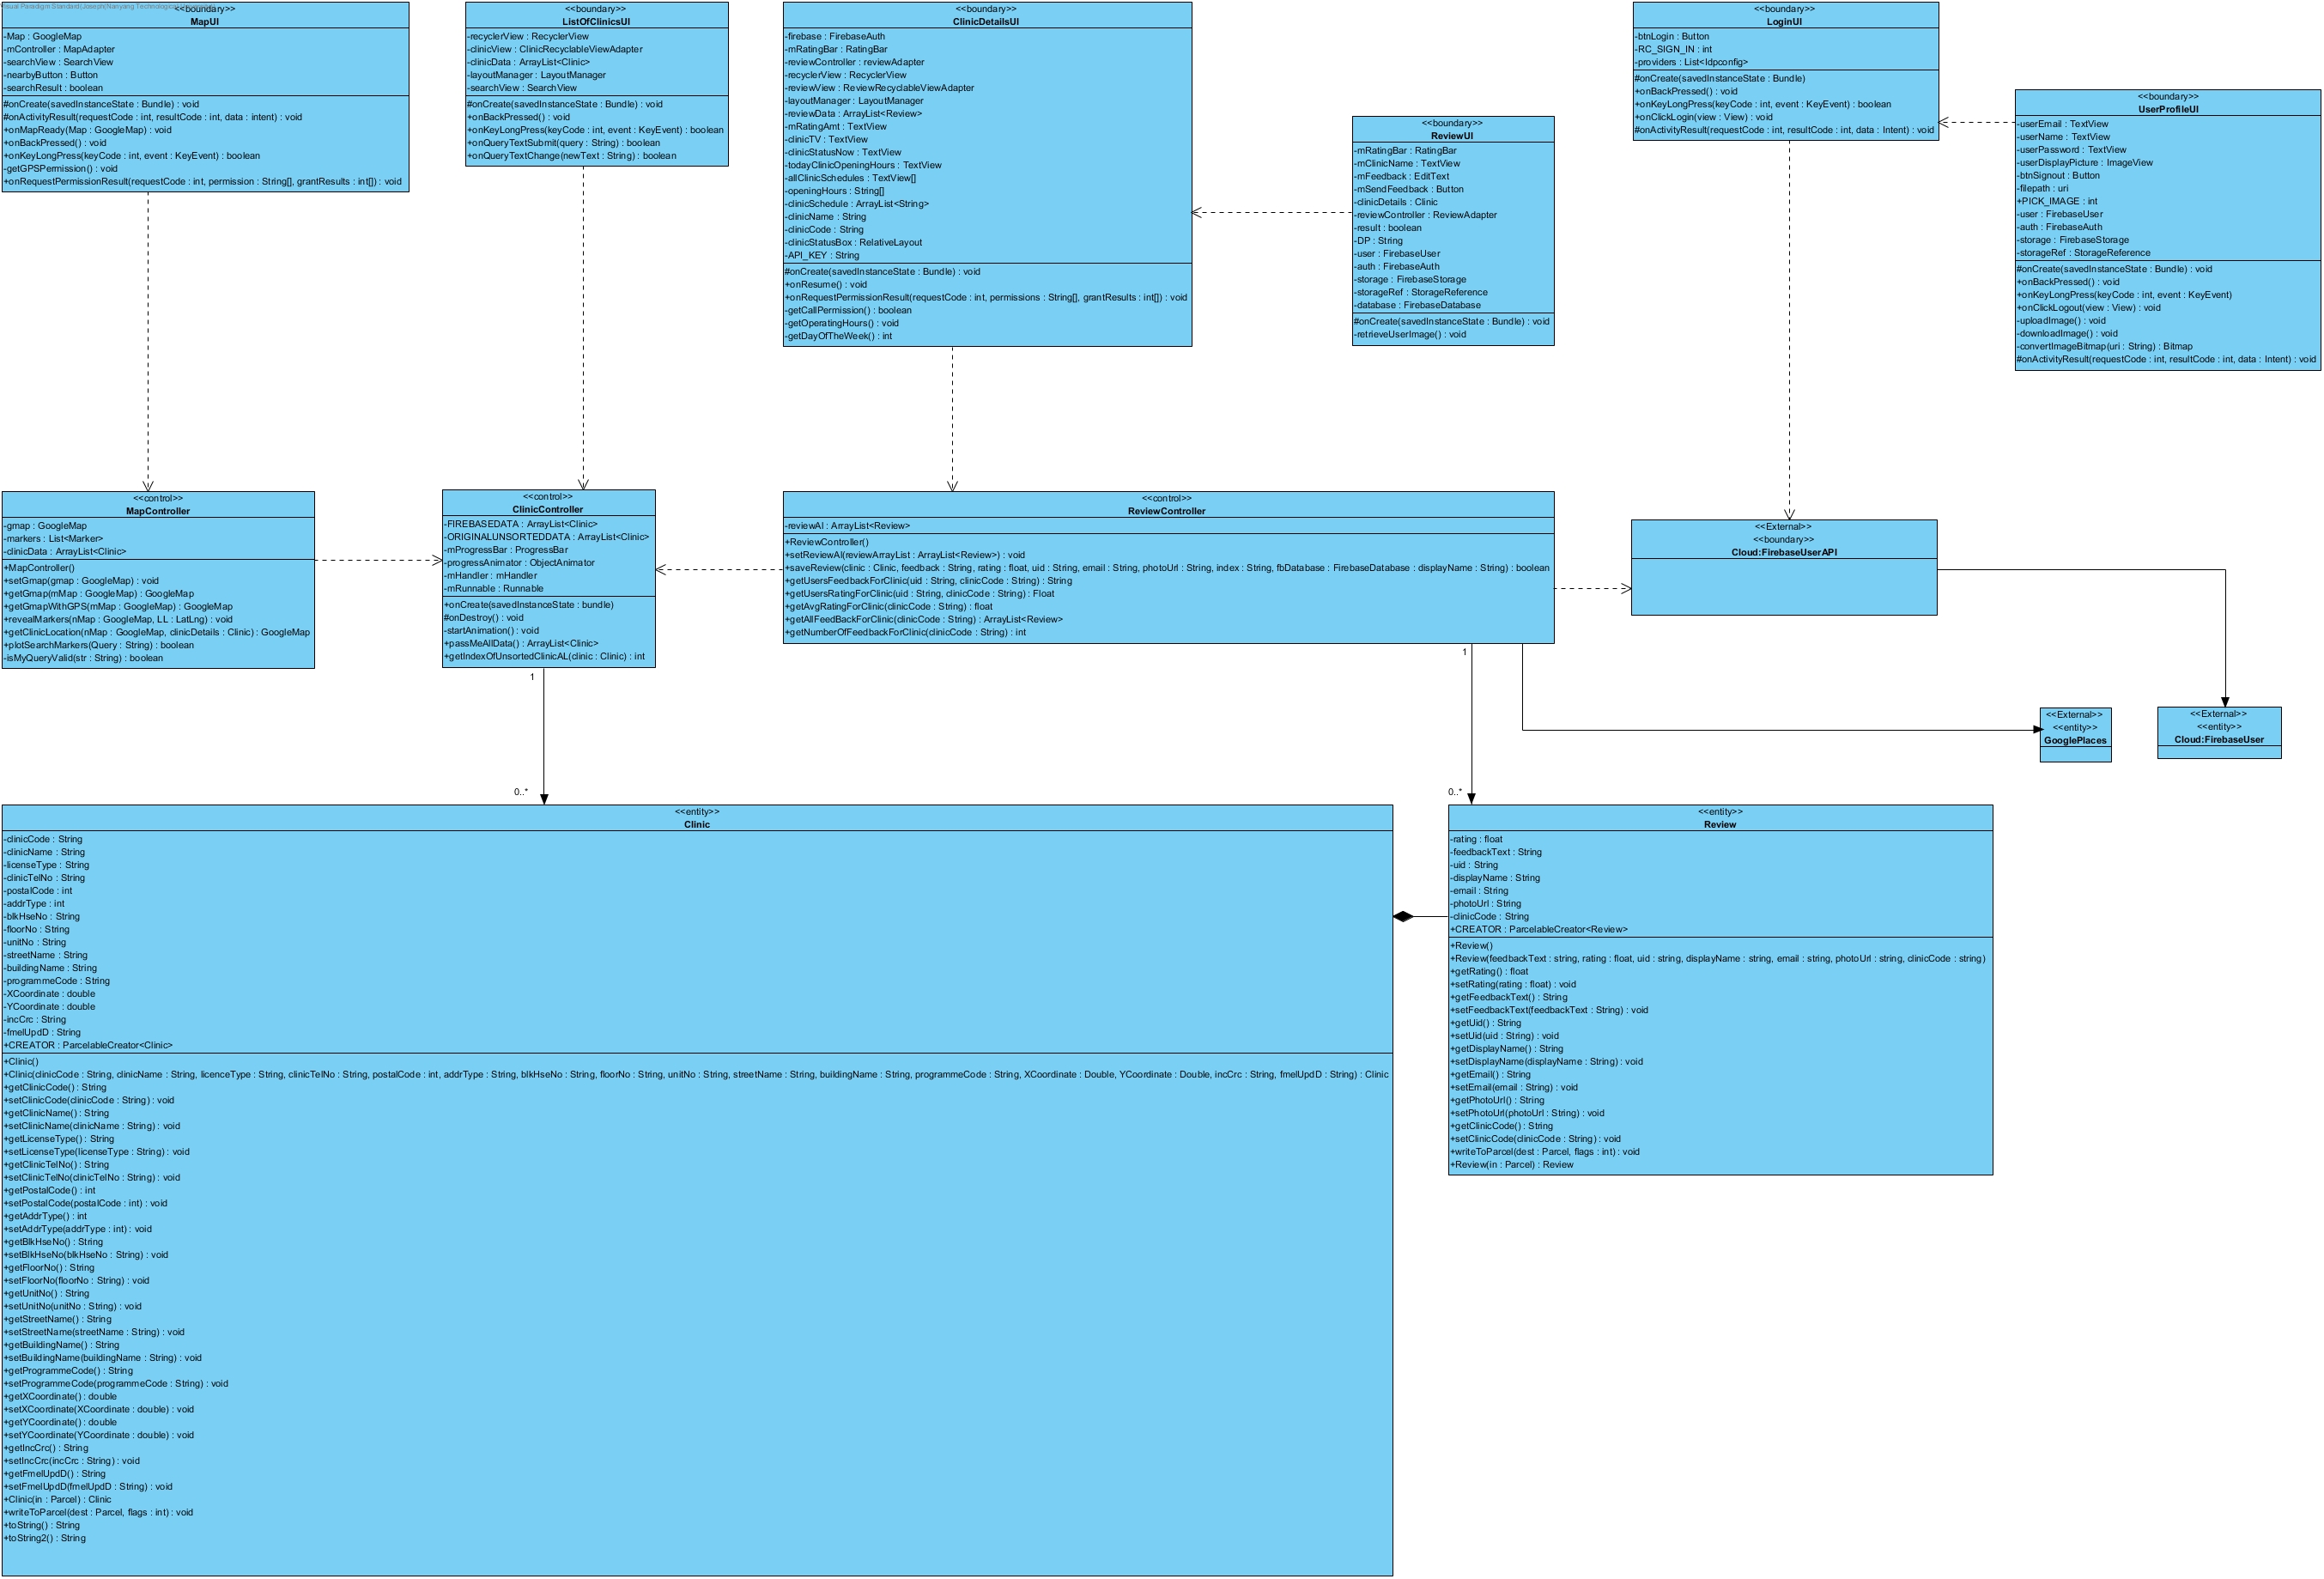 Visual Paradigm Standard(Joseph(Nanyang Technological
<<boundary>>
MapUI
-Map : GoogleMap
-mController : MapAdapter
-searchView : SearchView
-nearbyButton : Button
-searchResult : boolean
#onCreate(savedInstanceState : Bundle) : void
#onActivityResult(requestCode : int, resultCode : int, data : intent) : void
+onMapReady(Map : GoogleMap) : void
+onBackPressed() : void
+onKeyLongPress(keyCode : int, event : KeyEvent) : boolean
-getGPSPermission() : void
+onRequestPermissionResult(requestCode : int, permission : String[], grantResults : int[]) : void
<<boundary>>
ListOfClinicsUI
-recyclerView : RecyclerView
-clinicView : ClinicRecyclableViewAdapter
-clinicData : ArrayList<Clinic>
-layoutManager : LayoutManager
-searchView : SearchView
#onCreate(savedInstanceState : Bundle) : void
+onBackPressed() : void
+onKeyLongPress(keyCode : int, event : KeyEvent) : boolean
+onQueryTextSubmit(query : String) : boolean
+onQueryTextChange(newText : String) : boolean
<<boundary>>
ClinicDetailsUI
-firebase : FirebaseAuth
-mRatingBar : RatingBar
-reviewController : reviewAdapter
-recyclerView : RecyclerView
-reviewView : ReviewRecyclableViewAdapter
-layoutManager : LayoutManager
-reviewData : ArrayList<Review>
-mRatingAmt : TextView
-clinicTV : TextView
-clinicStatusNow : TextView
-todayClinicOpeningHours : TextView
-allClinicSchedules : TextView[]
-openingHours : String[]
-clinicSchedule : ArrayList<String>
-clinicName : String
-clinicCode : String
-clinicStatusBox : RelativeLayout
-API_KEY : String
#onCreate(savedInstanceState : Bundle) : void
+onResume() : void
+onRequestPermissionResult(requestCode : int, permissions : String[], grantResults : int[]) : void
-getCallPermission() : boolean
-getOperatingHours() : void
-getDayOfTheWeek() : int
<<boundary>>
ReviewUI
-mRatingBar : RatingBar
-mClinicName : TextView
-mFeedback : EditText
-mSendFeedback : Button
-clinicDetails : Clinic
-reviewController : ReviewAdapter
-result : boolean
-DP : String
-user : FirebaseUser
-auth : FirebaseAuth
-storage : FirebaseStorage
-storageRef : StorageReference
-database : FirebaseDatabase
#onCreate(savedInstanceState : Bundle) : void
-retrieveUserImage() : void
<<boundary>>
LoginUI
-btnLogin : Button
-RC_SIGN_IN : int
-providers : List<Idpconfig>
#onCreate(savedInstanceState : Bundle)
+onBackPressed() : void
+onKeyLongPress(keyCode : int, event : KeyEvent) : boolean
+onClickLogin(view : View) : void
#onActivityResult(requestCode : int, resultCode : int, data : Intent) : void
<<boundary>>
UserProfileUI
-userEmail : TextView
-userName : TextView
-userPassword : TextView
-userDisplayPicture : ImageView
-btnSignout : Button
-filepath : uri
+PICK_IMAGE : int
-user : FirebaseUser
-auth : FirebaseAuth
-storage : FirebaseStorage
-storageRef : StorageReference
#onCreate(savedInstanceState : Bundle) : void
+onBackPressed() : void
+onKeyLongPress(keyCode : int, event : KeyEvent)
+onClickLogout(view : View) : void
-uploadImage() : void
-downloadImage() : void
-convertImageBitmap(uri : String) : Bitmap
#onActivityResult(requestCode : int, resultCode : int, data : Intent) : void
<<control>>
MapController
-gmap : GoogleMap
-markers : List<Marker>
-clinicData : ArrayList<Clinic>
+MapController()
+setGmap(gmap : GoogleMap) : void
+getGmap(mMap : GoogleMap) : GoogleMap
+getGmapWithGPS(mMap : GoogleMap) : GoogleMap
+revealMarkers(nMap : GoogleMap, LL : LatLng) : void
+getClinicLocation(nMap : GoogleMap, clinicDetails : Clinic) : GoogleMap
+plotSearchMarkers(Query : String) : boolean
-isMyQueryValid(str : String) : boolean
<<control>>
ClinicController
-FIREBASEDATA : ArrayList<Clinic>
-ORIGINALUNSORTEDDATA : ArrayList<Clinic>
-mProgressBar : ProgressBar
-progressAnimator : ObjectAnimator
-mHandler : mHandler
-mRunnable : Runnable
+onCreate(savedInstanceState : bundle)
#onDestroy() : void
-startAnimation() : void
+passMeAllData() : ArrayList<Clinic>
+getIndexOfUnsortedClinicAL(clinic : Clinic) : int
<<control>>
ReviewController
-reviewAl : ArrayList<Review>
+ReviewController()
+setReviewAl(reviewArrayList : ArrayList<Review>) : void
+saveReview(clinic : Clinic, feedback : String, rating : float, uid : String, email : String, photoUrl : String, index : String, fbDatabase : FirebaseDatabase : displayName : String) : boolean
+getUsersFeedbackForClinic(uid : String, clinicCode : String) : String
+getUsersRatingForClinic(uid : String, clinicCode : String) : Float
+getAvgRatingForClinic(clinicCode : String) : float
+getAllFeedBackForClinic(clinicCode : String) : ArrayList<Review>
+getNumberOfFeedbackForClinic(clinicCode : String) : int
<<External>>
<<boundary>>
Cloud:FirebaseUserAPI
1
0..*
1
0..*
<<External>>
<<entity>>
GooglePlaces
<<External>>
<<entity>>
Cloud:FirebaseUser
<<entity>>
Clinic
-clinicCode : String
-clinicName : String
-licenseType : String
-clinicTelNo : String
-postalCode : int
-addrType : int
-blkHseNo : String
-floorNo : String
-unitNo : String
-streetName : String
-buildingName : String
-programmeCode : String
-XCoordinate : double
-YCoordinate : double
-incCrc : String
-fmelUpdD : String
+CREATOR : ParcelableCreator<Clinic>
+Clinic()
+Clinic(clinicCode : String, clinicName : String, licenceType : String, clinicTelNo : String, postalCode : int, addrType : String, blkHseNo : String, floorNo : String, unitNo : String, streetName : String, buildingName : String, programmeCode : String, XCoordinate : Double, YCoordinate : Double, incCrc : String, fmelUpdD : String) : Clinic
+getClinicCode() : String
+setClinicCode(clinicCode : String) : void
+getClinicName() : String
+setClinicName(clinicName : String) : void
+getLicenseType() : String
+setLicenseType(licenseType : String) : void
+getClinicTelNo() : String
+setClinicTelNo(clinicTelNo : String) : void
+getPostalCode() : int
+setPostalCode(postalCode : int) : void
+getAddrType() : int
+setAddrType(addrType : int) : void
+getBlkHseNo() : String
+setBlkHseNo(blkHseNo : String) : void
+getFloorNo() : String
+setFloorNo(floorNo : String) : void
+getUnitNo() : String
+setUnitNo(unitNo : String) : void
+getStreetName() : String
+setStreetName(streetName : String) : void
+getBuildingName() : String
+setBuildingName(buildingName : String) : void
+getProgrammeCode() : String
+setProgrammeCode(programmeCode : String) : void
+getXCoordinate() : double
+setXCoordinate(XCoordinate : double) : void
+getYCoordinate() : double
+setYCoordinate(YCoordinate : double) : void
+getIncCrc() : String
+setIncCrc(incCrc : String) : void
+getFmelUpdD() : String
+setFmelUpdD(fmelUpdD : String) : void
+Clinic(in : Parcel) : Clinic
+writeToParcel(dest : Parcel, flags : int) : void
+toString() : String
+toString2() : String
<<entity>>
Review
-rating : float
-feedbackText : String
-uid : String
-displayName : String
-email : String
-photoUrl : String
-clinicCode : String
+CREATOR : ParcelableCreator<Review>
+Review()
+Review(feedbackText : string, rating : float, uid : string, displayName : string, email : string, photoUrl : string, clinicCode : string)
+getRating() : float
+setRating(rating : float) : void
+getFeedbackText() : String
+setFeedbackText(feedbackText : String) : void
+getUid() : String
+setUid(uid : String) : void
+getDisplayName() : String
+setDisplayName(displayName : String) : void
+getEmail() : String
+setEmail(email : String) : void
+getPhotoUrl() : String
+setPhotoUrl(photoUrl : String) : void
+getClinicCode() : String
+setClinicCode(clinicCode : String) : void
+writeToParcel(dest : Parcel, flags : int) : void
+Review(in : Parcel) : Review